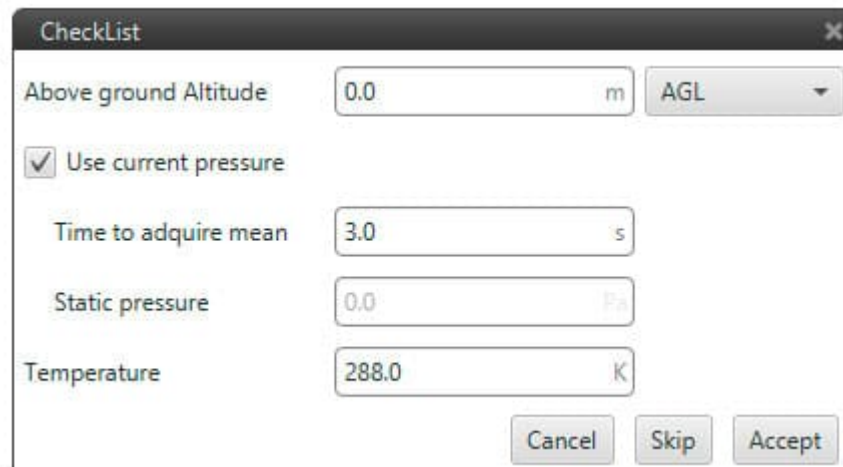 CheckList
Above ground Altitude 0.0 m AGL
Use current pressure
Time to adquire mean 3.0 s
Static pressure 0.0 Pa
Temperature 288.0 K
Cancel Skip Accept